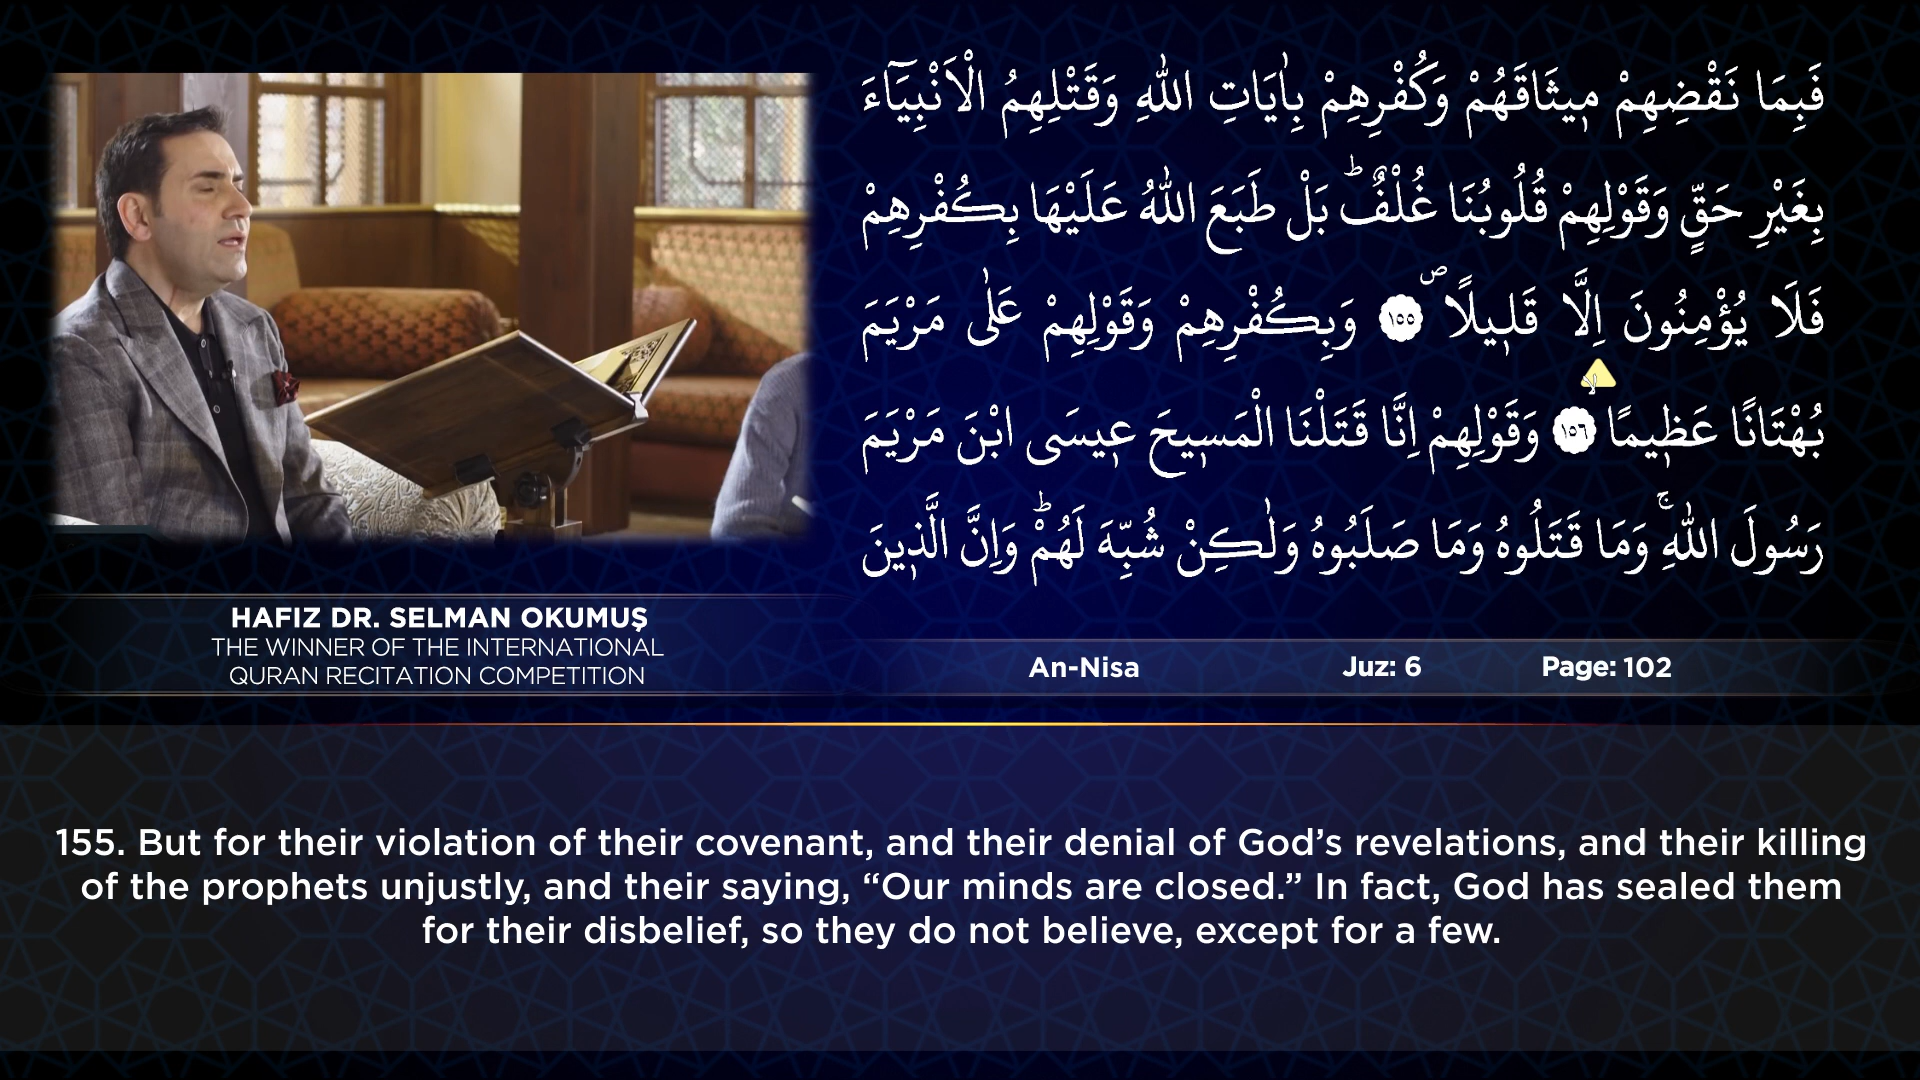 فَبِمَا نَقْضِهِمْ مٖيثَاقَهُمْ وَكُفْرِهِمْ بِاٰيَاتِ اللّٰهِ وَقَتْلِهِمُ الْاَنْبِيَٓاءَ
بِغَيْرِ حَقٍّ وَقَوْلِهِمْ قُلُوبُنَا غُلْفٌؕ بَلْ طَبَعَ اللّٰهُ عَلَيْهَا بِكُفْرِهِمْ
فَلَا يُؤْمِنُونَ اِلَّا قَلٖيلًاࣕ ١٥٥ وَبِكُفْرِهِمْ وَقَوْلِهِمْ عَلٰى مَرْيَمَ
بُهْتَانًا عَظٖيمًاۙ ١٥٦ وَقَوْلِهِمْ اِنَّا قَتَلْنَا الْمَسٖيحَ عٖيسَى ابْنَ مَرْيَمَ
رَسُولَ اللّٰهِۚ وَمَا قَتَلُوهُ وَمَا صَلَبُوهُ وَلٰكِنْ شُبِّهَ لَهُمْؕ وَاِنَّ الَّذٖينَ
HAFIZ DR. SELMAN OKUMUŞ
THE WINNER OF THE INTERNATIONAL
QURAN RECITATION COMPETITION
An-Nisa Juz: 6 Page: 102
155. But for their violation of their covenant, and their denial of God’s revelations, and their killing
of the prophets unjustly, and their saying, “Our minds are closed.” In fact, God has sealed them
for their disbelief, so they do not believe, except for a few.